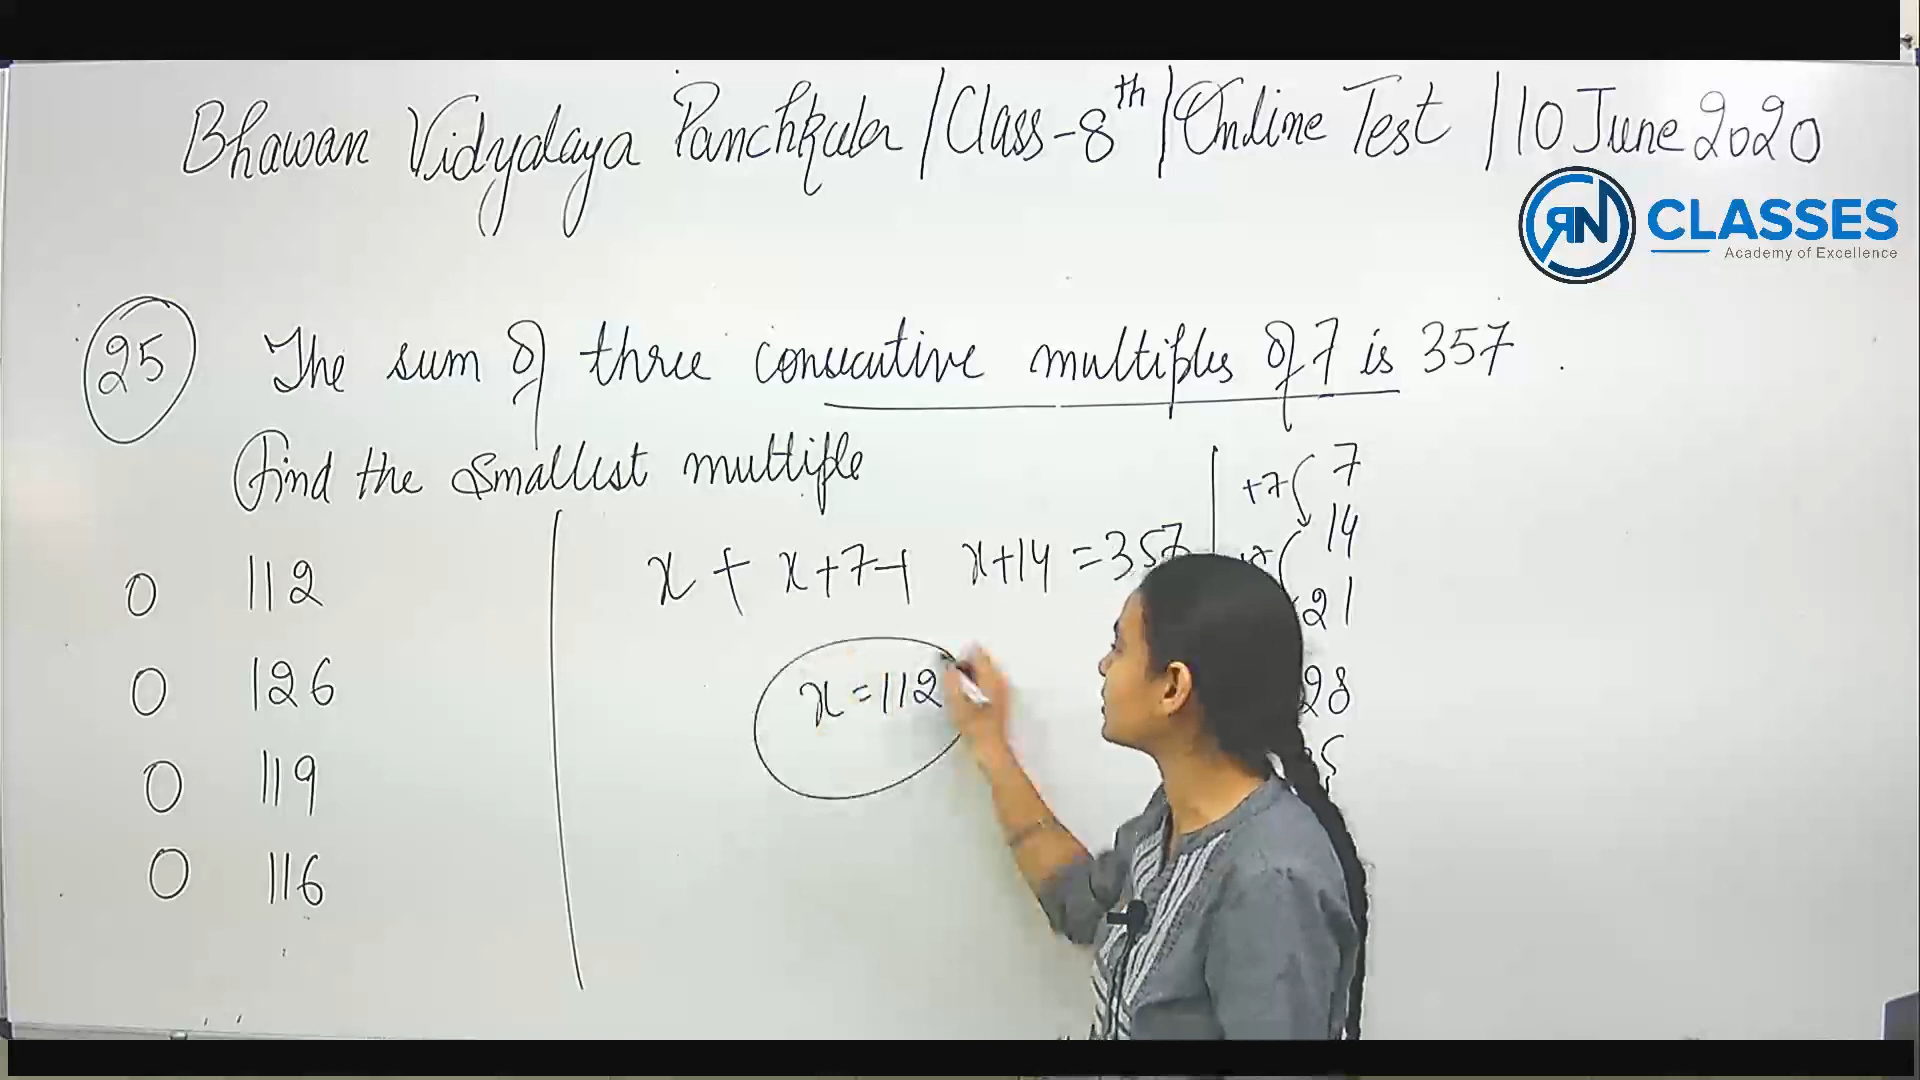 Bhawan Vidyalaya Panchkula / Class-8th / Online Test / 10 June 2020
RN CLASSES
Academy of Excellence
25 The sum of three consecutive multiples of 7 is 357.
Find the smallest multiple
O 112
O 126
O 119
O 116
x + x+7+ x+14 = 357
x = 112
+7 7
14
21
28